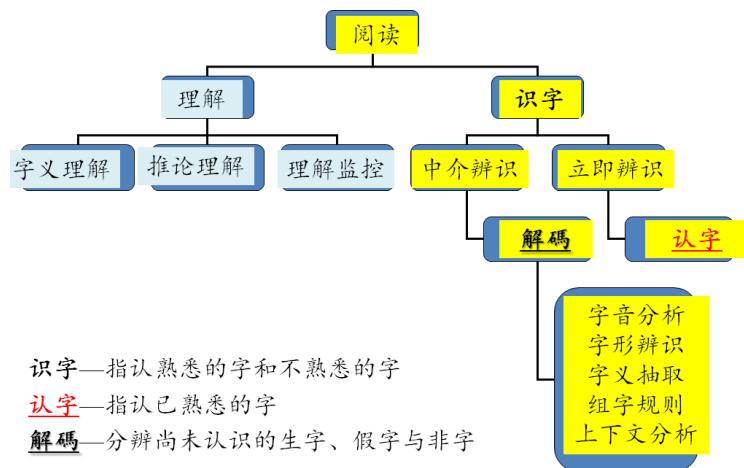 阅读
理解
识字
字义理解
推论理解
理解监控
中介辨识
立即辨识
解碼
认字
字音分析
字形辨识
字义抽取
组字规则
上下文分析
识字—指认熟悉的字和不熟悉的字
认字—指认已熟悉的字
解碼—分辨尚未认识的生字、假字与非字